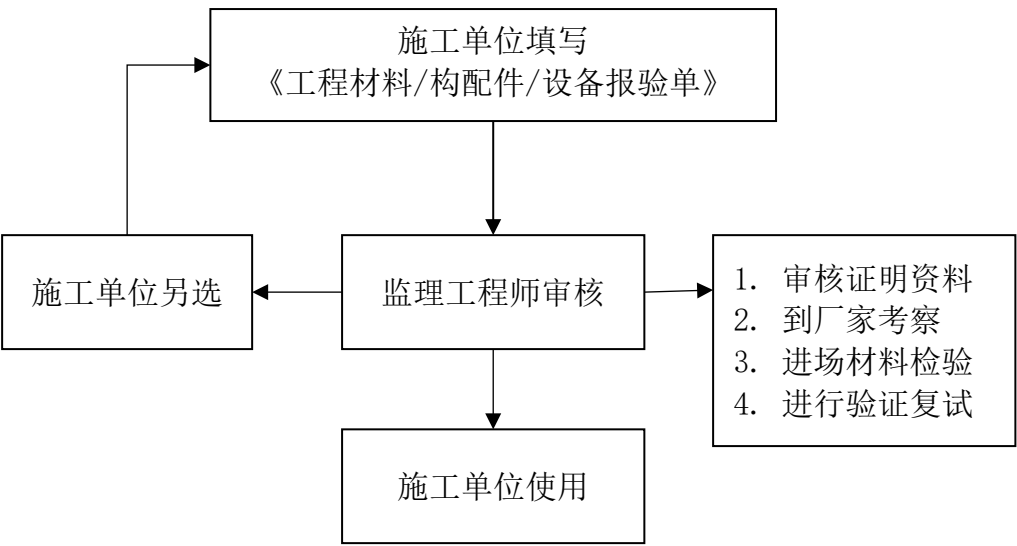 施工单位填写
《工程材料/构配件/设备报验单》
施工单位另选
监理工程师审核
1. 审核证明资料
2. 到厂家考察
3. 进场材料检验
4. 进行验证复试
施工单位使用